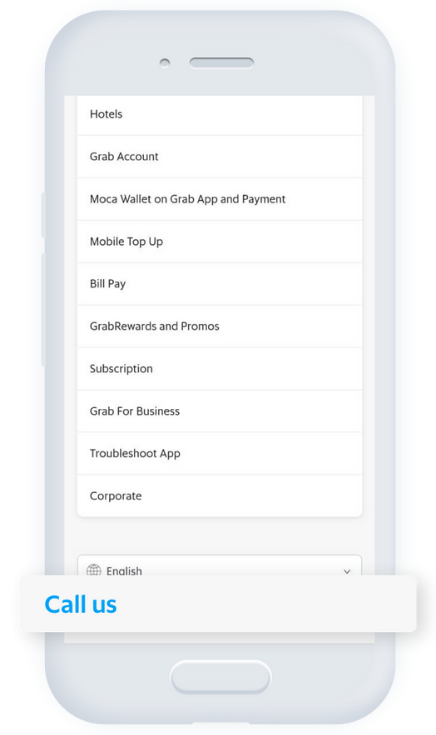 Hotels
Grab Account
Moca Wallet on Grab App and Payment
Mobile Top Up
Bill Pay
GrabRewards and Promos
Subscription
Grab For Business
Troubleshoot App
Corporate
English
Call us